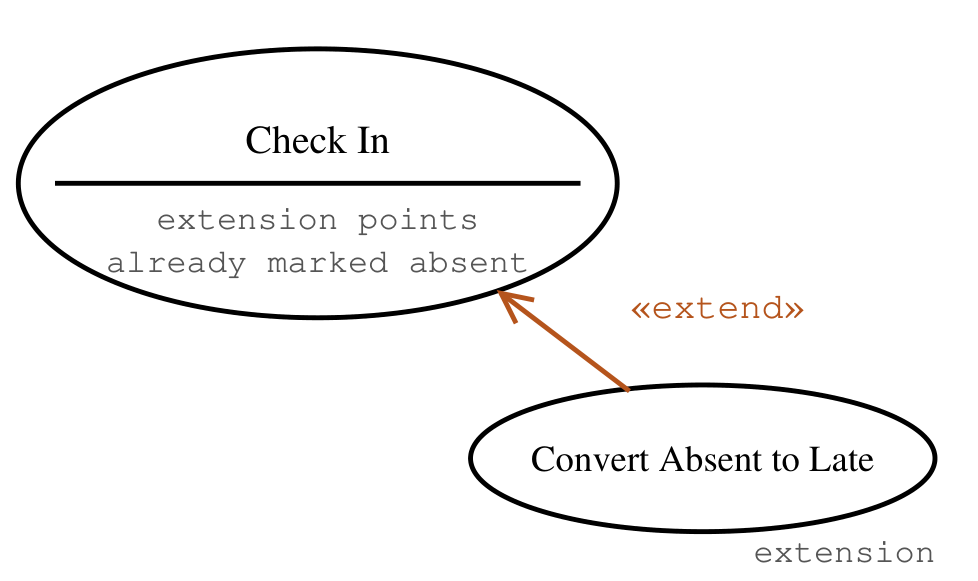 Check In
extension points
already marked absent
«extend»
Convert Absent to Late
extension